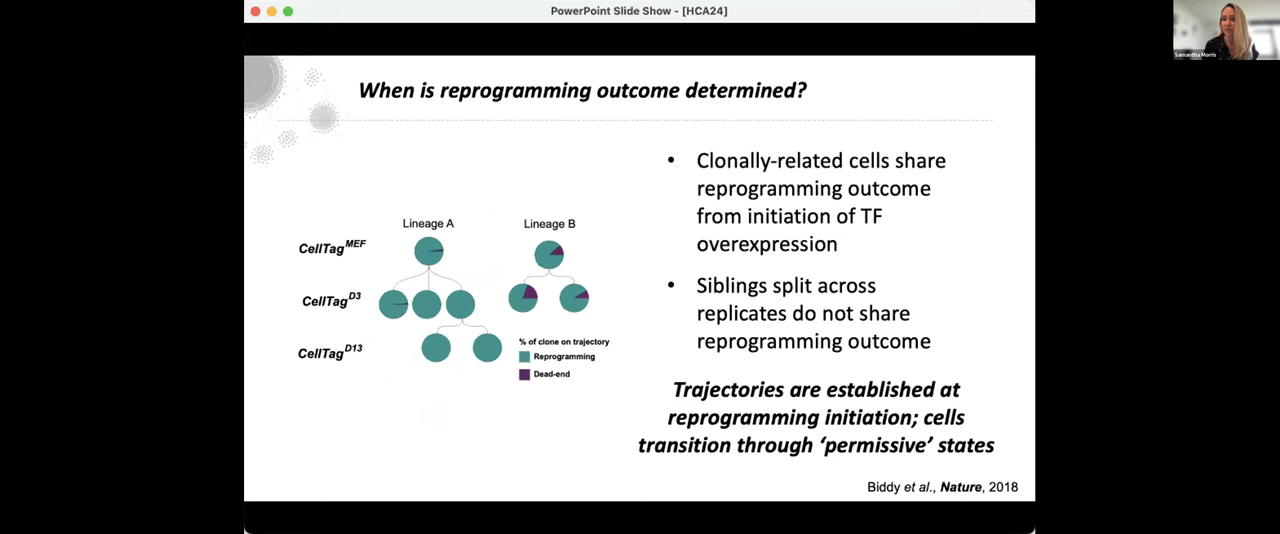 PowerPoint Slide Show - [HCA24]
Samantha Morris
When is reprogramming outcome determined?
Lineage A
Lineage B
CellTag^MEF
CellTag^D3
CellTag^D13
% of clone on trajectory
Reprogramming
Dead-end
• Clonally-related cells share
reprogramming outcome
from initiation of TF
overexpression
• Siblings split across
replicates do not share
reprogramming outcome
Trajectories are established at
reprogramming initiation; cells
transition through ‘permissive’ states
Biddy et al., Nature, 2018